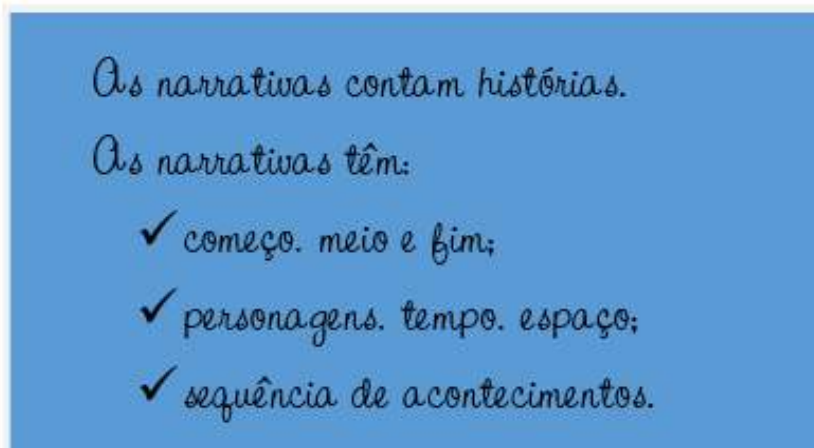 As narrativas contam histórias.
As narrativas têm:
✓ começo. meio e fim;
✓ personagens. tempo. espaço;
✓ sequência de acontecimentos.